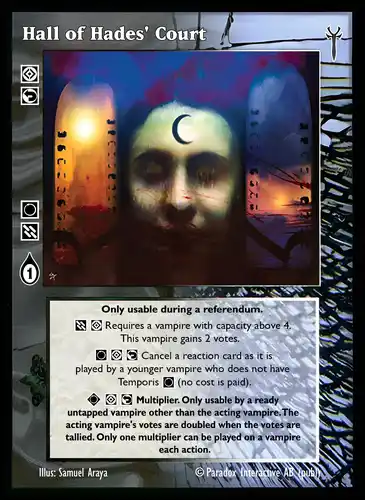 Hall of Hades' Court
1
Only usable during a referendum.
Requires a vampire with capacity above 4.
This vampire gains 2 votes.
Cancel a reaction card as it is
played by a younger vampire who does not have
Temporis (no cost is paid).
Multiplier. Only usable by a ready
untapped vampire other than the acting vampire. The
acting vampire's votes are doubled when the votes are
tallied. Only one multiplier can be played on a vampire
each action.
Illus: Samuel Araya © Paradox Interactive AB (publ)